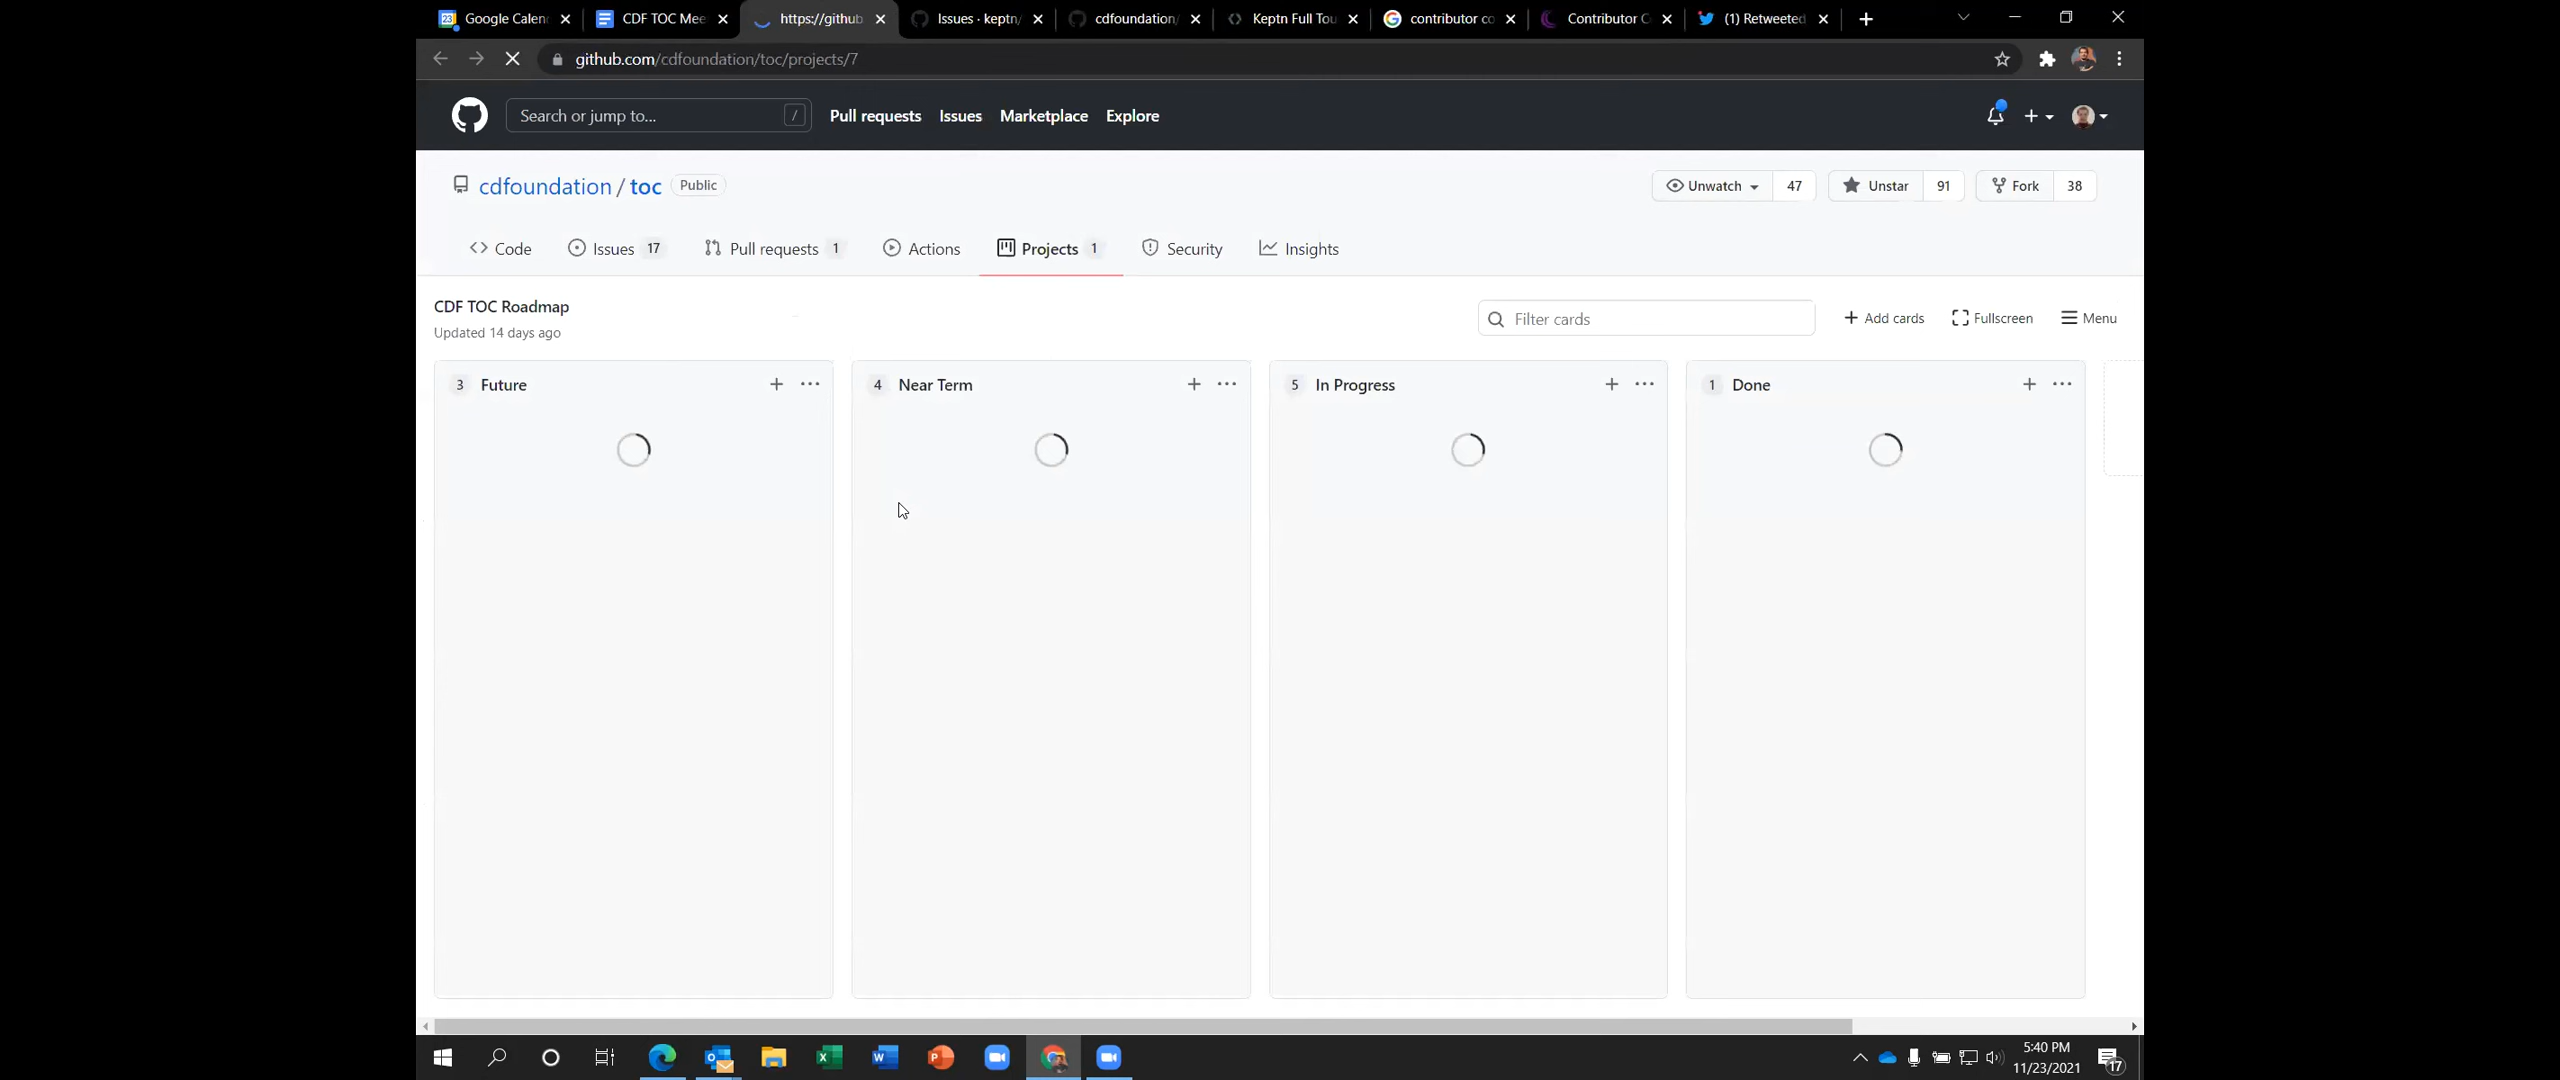 23 Google Calen
CDF TOC Mee
https://github
Issues · keptn/
cdfoundation/
Keptn Full Tou
contributor co
Contributor C
(1) Retweeted
github.com/cdfoundation/toc/projects/7
Search or jump to... /
Pull requests Issues Marketplace Explore
cdfoundation / toc Public
Unwatch 47 Unstar 91 Fork 38
Code Issues 17 Pull requests 1 Actions Projects 1 Security Insights
CDF TOC Roadmap
Updated 14 days ago
Filter cards
Add cards Fullscreen Menu
3 Future
4 Near Term
5 In Progress
1 Done
5:40 PM
11/23/2021
17